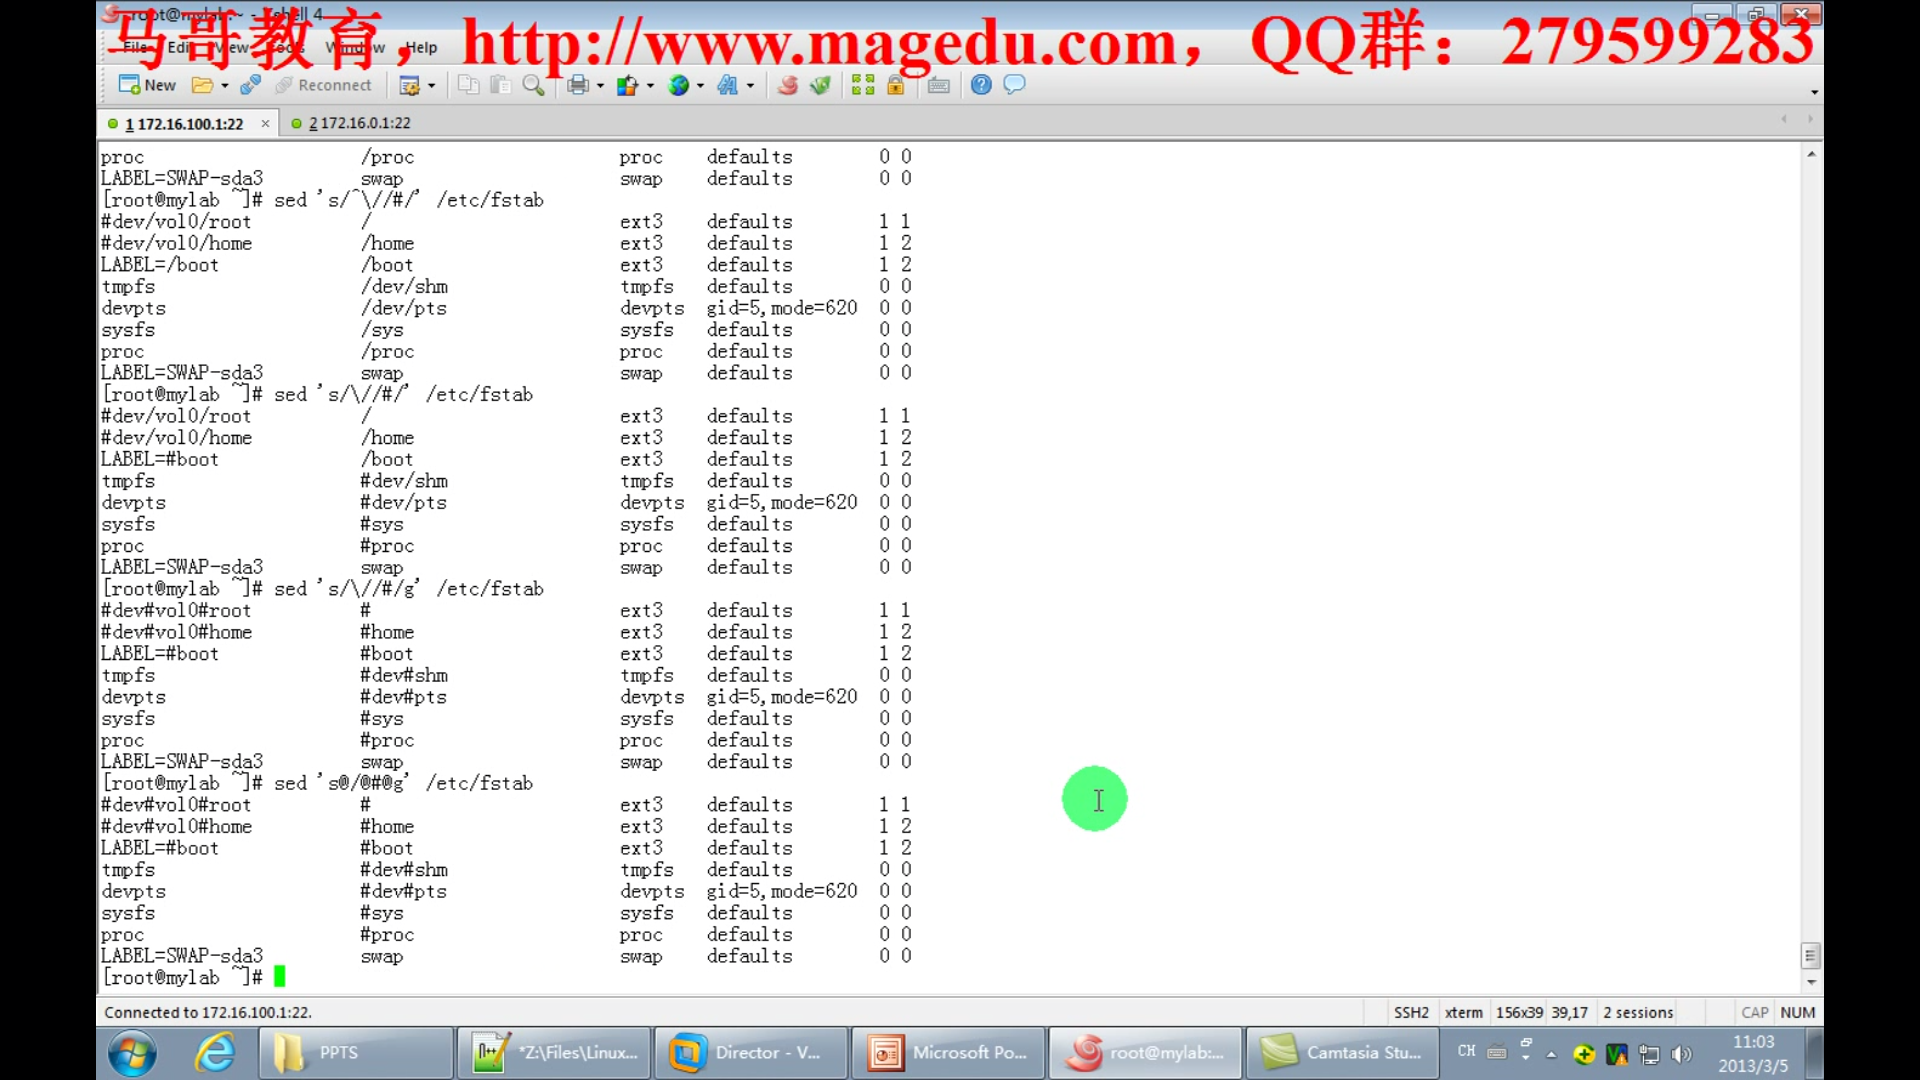 root@mylab:~ - Xshell 4
马哥教育，http://www.magedu.com，QQ群：279599283
File Edit View Tools Window Help
New Reconnect
1 172.16.100.1:22 2 172.16.0.1:22
proc /proc proc defaults 0 0
LABEL=SWAP-sda3 swap swap defaults 0 0
[root@mylab ~]# sed 's/^\//#/' /etc/fstab
#dev/vol0/root / ext3 defaults 1 1
#dev/vol0/home /home ext3 defaults 1 2
LABEL=/boot /boot ext3 defaults 1 2
tmpfs /dev/shm tmpfs defaults 0 0
devpts /dev/pts devpts gid=5,mode=620 0 0
sysfs /sys sysfs defaults 0 0
proc /proc proc defaults 0 0
LABEL=SWAP-sda3 swap swap defaults 0 0
[root@mylab ~]# sed 's/\//#/' /etc/fstab
#dev/vol0/root / ext3 defaults 1 1
#dev/vol0/home /home ext3 defaults 1 2
LABEL=#boot /boot ext3 defaults 1 2
tmpfs #dev/shm tmpfs defaults 0 0
devpts #dev/pts devpts gid=5,mode=620 0 0
sysfs #sys sysfs defaults 0 0
proc #proc proc defaults 0 0
LABEL=SWAP-sda3 swap swap defaults 0 0
[root@mylab ~]# sed 's/\//#/g' /etc/fstab
#dev#vol0#root # ext3 defaults 1 1
#dev#vol0#home #home ext3 defaults 1 2
LABEL=#boot #boot ext3 defaults 1 2
tmpfs #dev#shm tmpfs defaults 0 0
devpts #dev#pts devpts gid=5,mode=620 0 0
sysfs #sys sysfs defaults 0 0
proc #proc proc defaults 0 0
LABEL=SWAP-sda3 swap swap defaults 0 0
[root@mylab ~]# sed 's@/@#@g' /etc/fstab
#dev#vol0#root # ext3 defaults 1 1
#dev#vol0#home #home ext3 defaults 1 2
LABEL=#boot #boot ext3 defaults 1 2
tmpfs #dev#shm tmpfs defaults 0 0
devpts #dev#pts devpts gid=5,mode=620 0 0
sysfs #sys sysfs defaults 0 0
proc #proc proc defaults 0 0
LABEL=SWAP-sda3 swap swap defaults 0 0
[root@mylab ~]#
Connected to 172.16.100.1:22. SSH2 xterm 156x39 39,17 2 sessions CAP NUM
PPTS *Z:\Files\Linux... Director - V... Microsoft Po... root@mylab:... Camtasia Stu... CH 11:03
2013/3/5